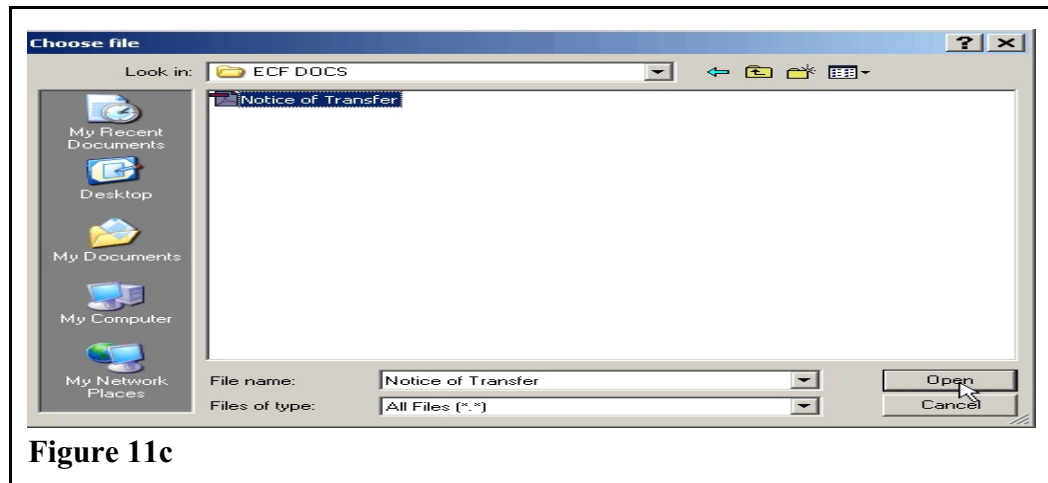 Choose file
Look in: ECF DOCS
Notice of Transfer
My Recent
Documents
Desktop
My Documents
My Computer
My Network
Places
File name: Notice of Transfer Open
Files of type: All Files (*.*) Cancel
Figure 11c